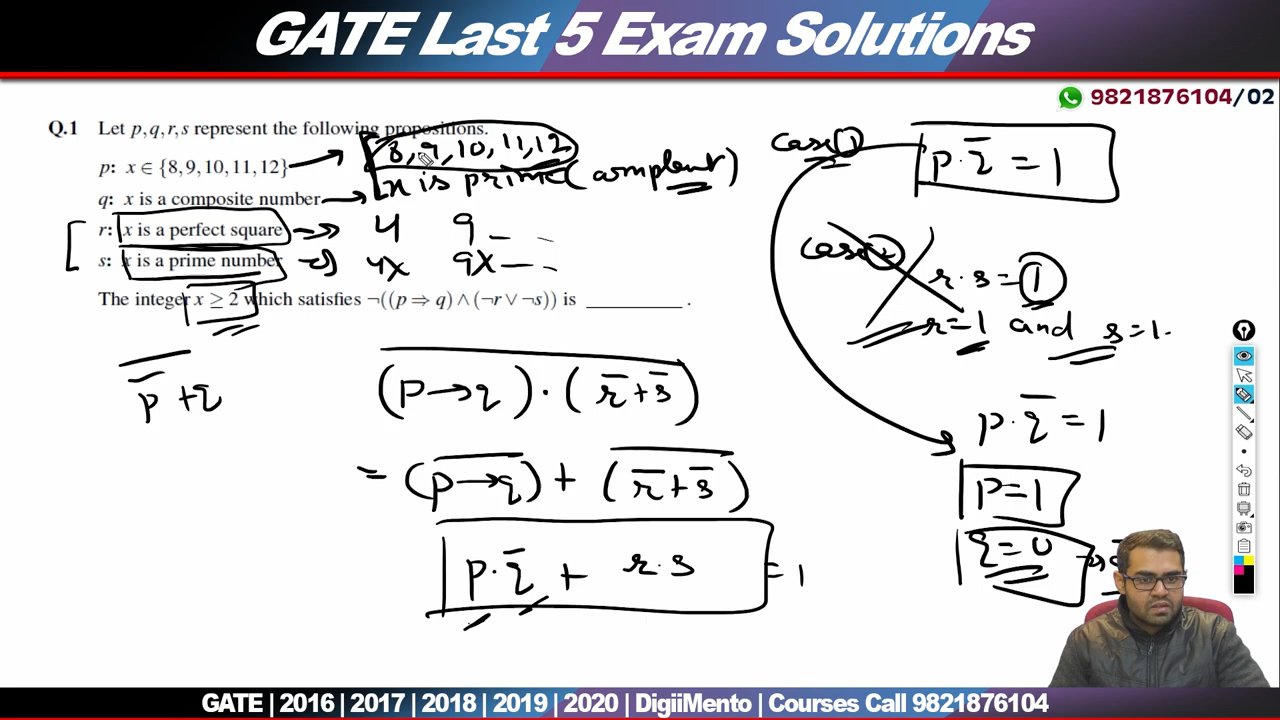 GATE Last 5 Exam Solutions
9821876104/02
Q.1 Let p,q,r,s represent the following propositions.
p: x ∈ {8,9,10,11,12}
8, 9, 10, 11, 12
q: x is a composite number
x is prime (complement)
r: x is a perfect square
4 9 _ _
s: x is a prime number
4x 9x _ _
The integer x ≥ 2 which satisfies ¬((p ⇒ q) ∧ (¬r ∨ ¬s)) is ________ .
case 1
p·q̅ = 1
case 2
r·s = 1
r=1 and s=1.
p̅ + q
(p→q)·(r̅+s̅)
= (p→q) + (r̅+s̅)
p·q̅ + r·s = 1
p·q̅ = 1
p=1
q=0
GATE | 2016 | 2017 | 2018 | 2019 | 2020 | DigiiMento | Courses Call 9821876104